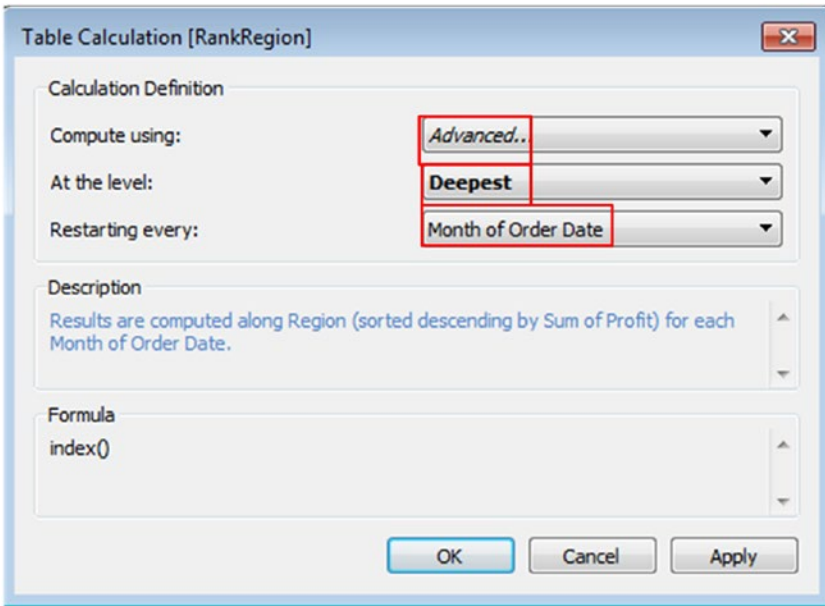 Table Calculation [RankRegion]
Calculation Definition
Compute using: Advanced...
At the level: Deepest
Restarting every: Month of Order Date
Description
Results are computed along Region (sorted descending by Sum of Profit) for each
Month of Order Date.
Formula
index()
OK Cancel Apply